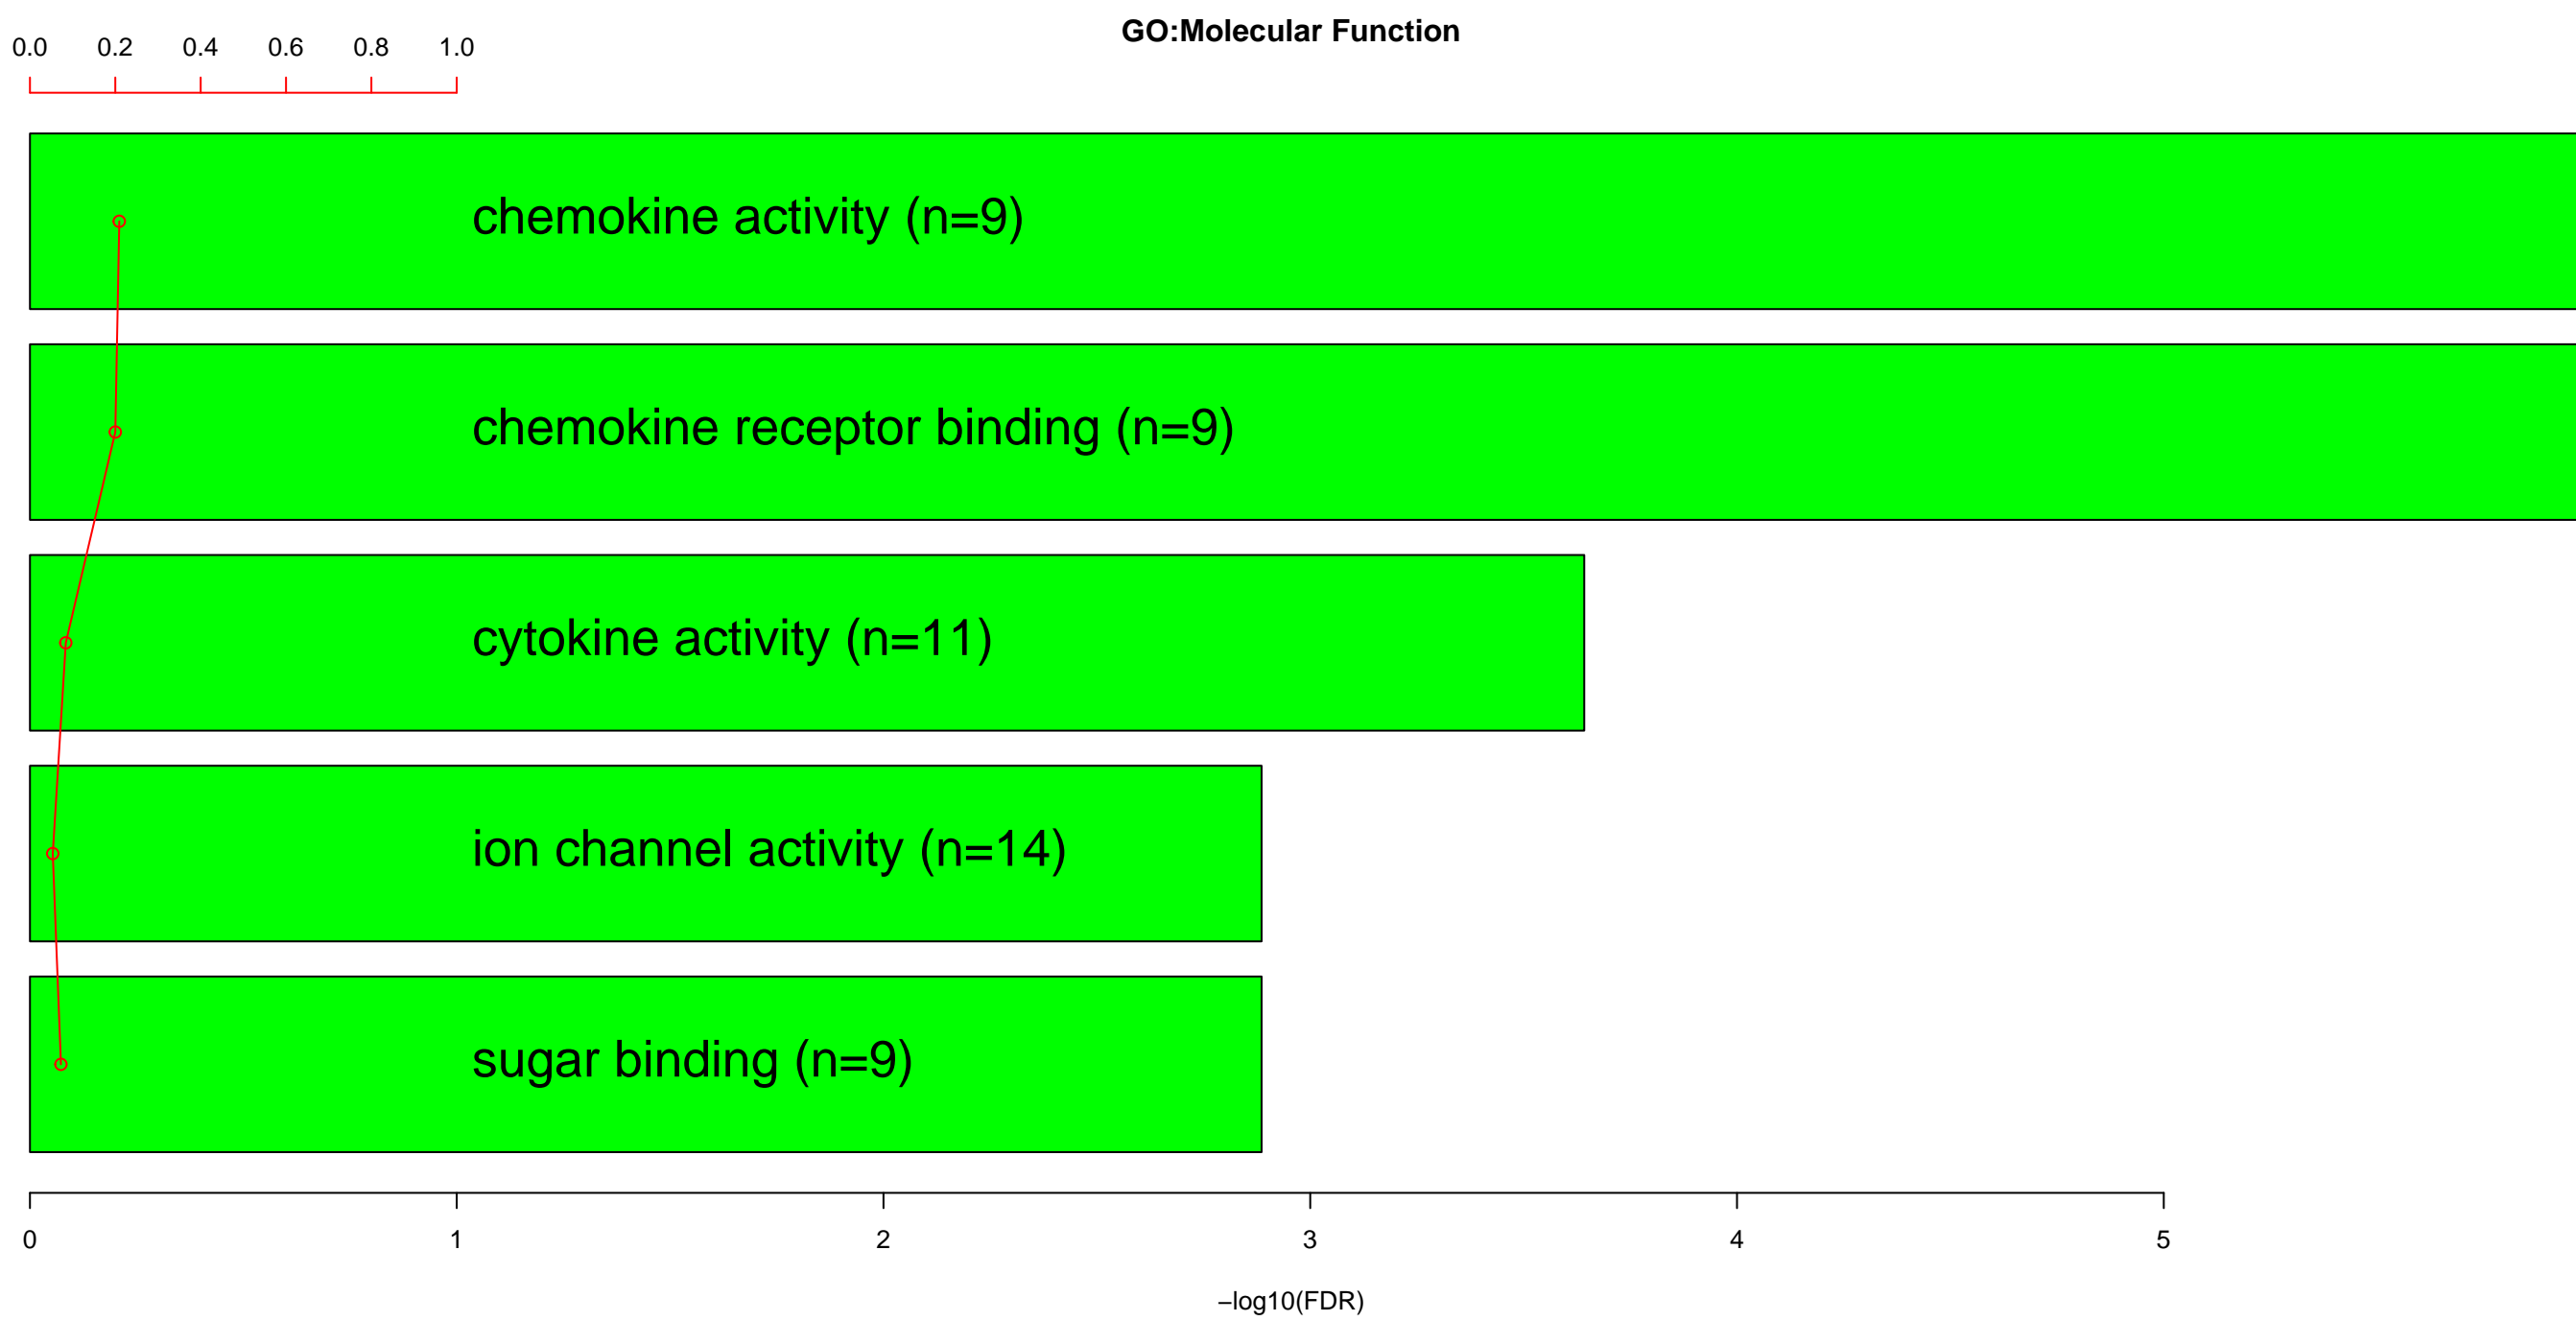 GO:Molecular Function
0.0 0.2 0.4 0.6 0.8 1.0
chemokine activity (n=9)
chemokine receptor binding (n=9)
cytokine activity (n=11)
ion channel activity (n=14)
sugar binding (n=9)
0 1 2 3 4 5
−log10(FDR)